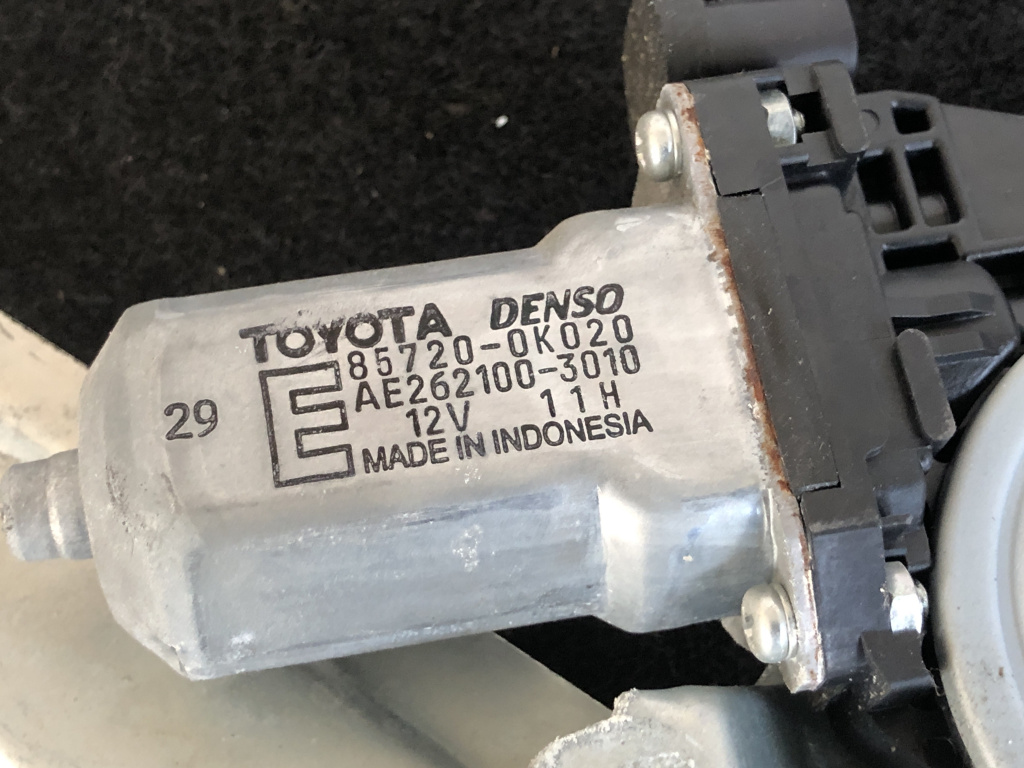 TOYOTA DENSO
85720-0K020
AE262100-3010
29 E 12V 11H
MADE IN INDONESIA